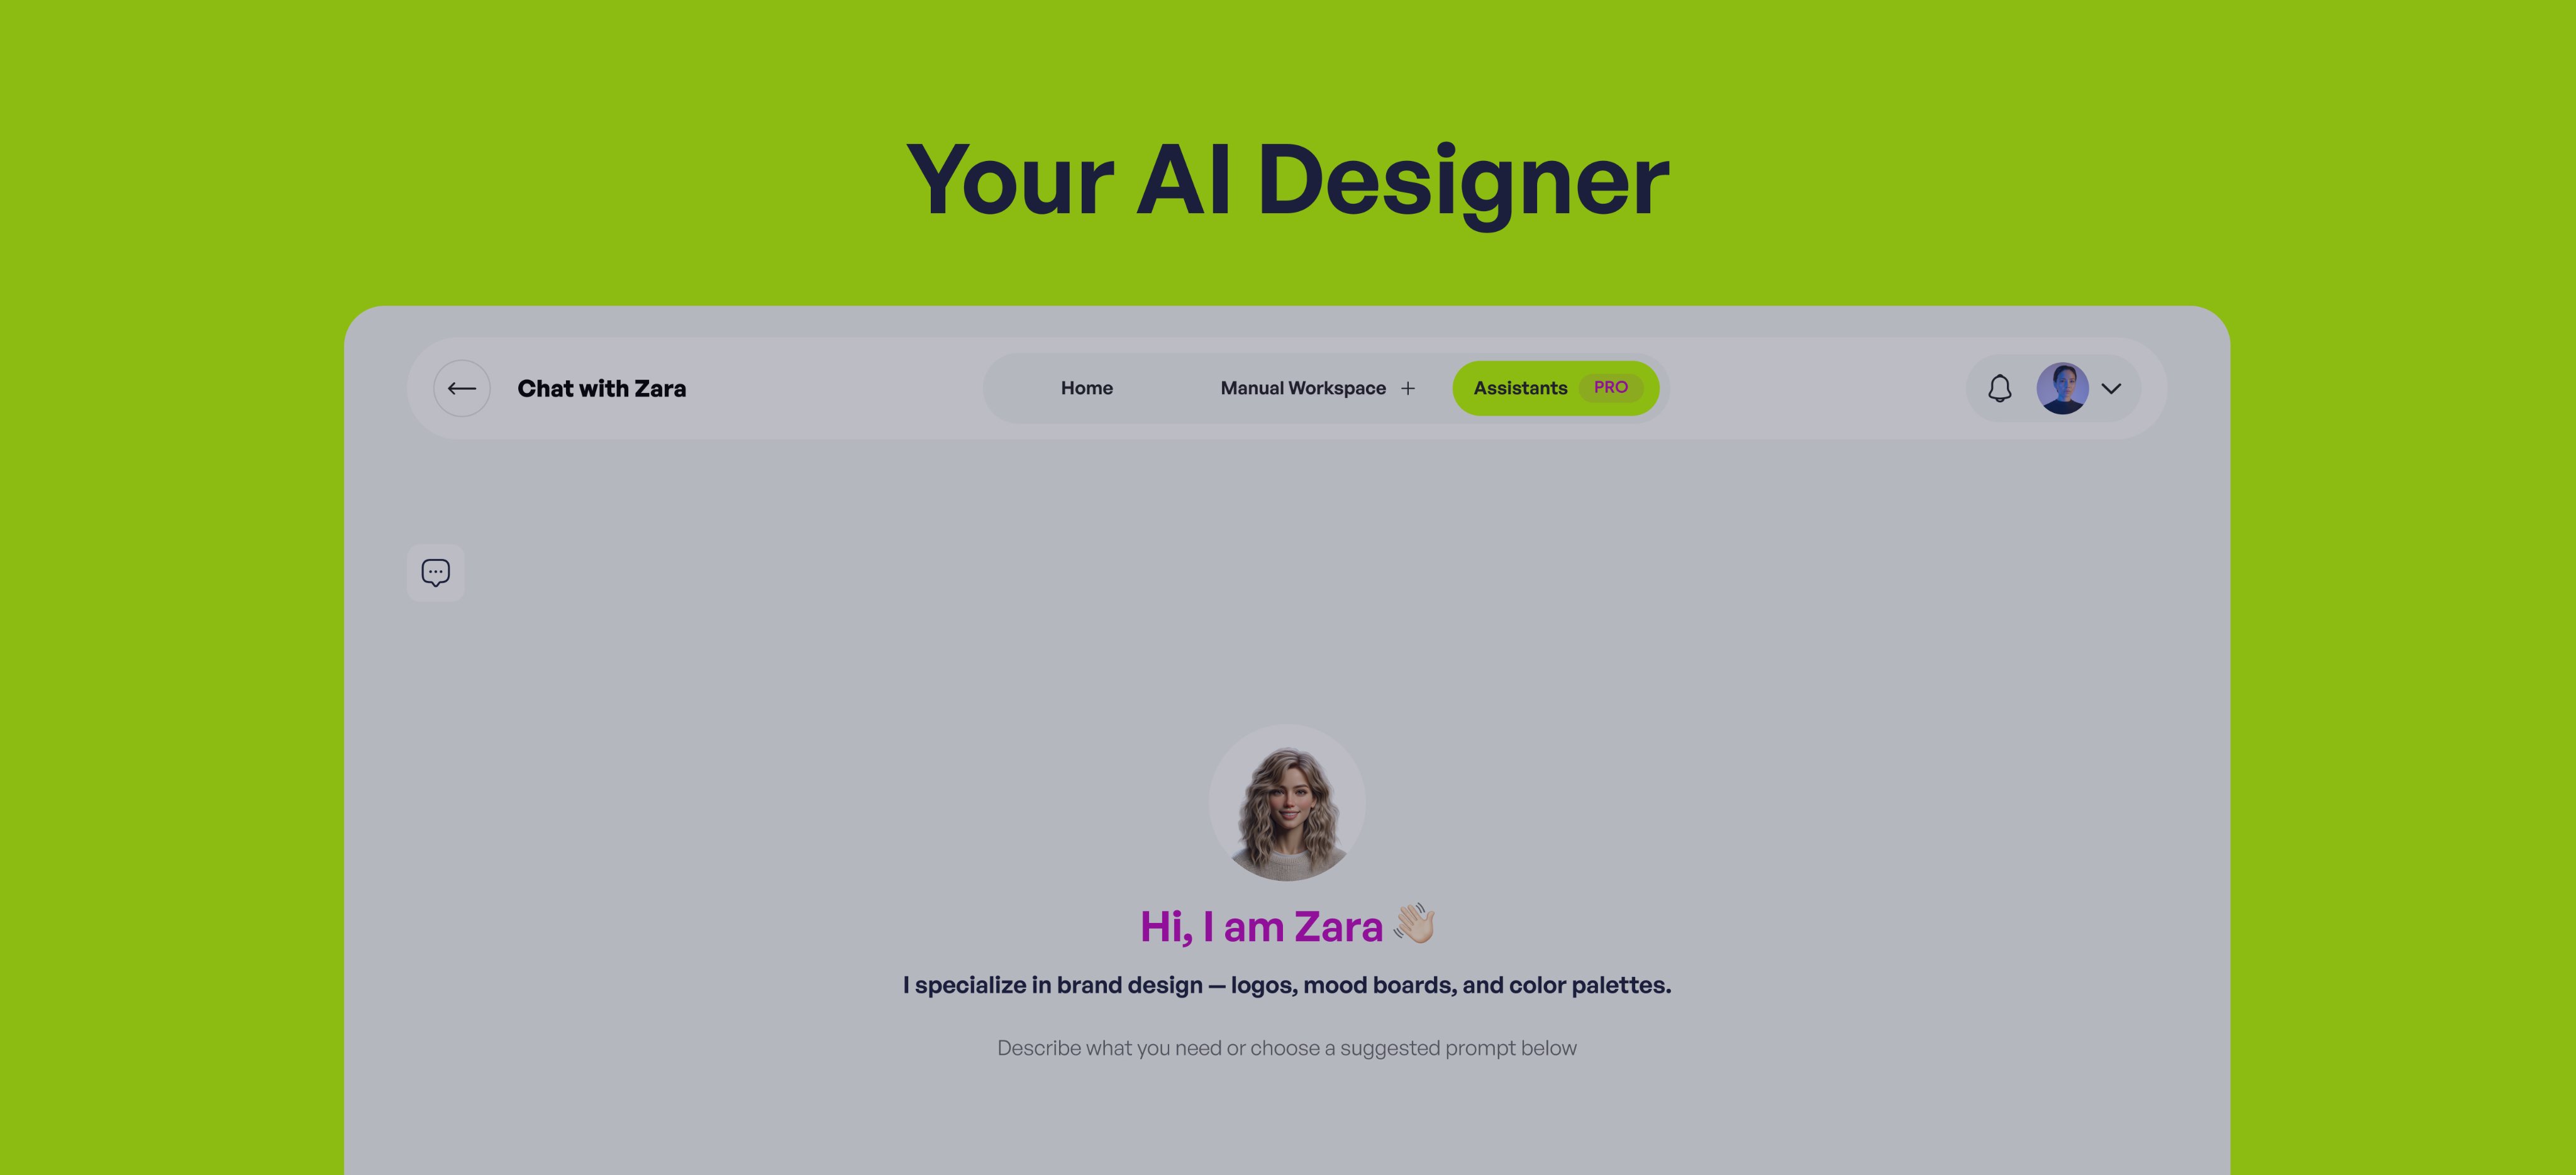 Your AI Designer
Chat with Zara
Home
Manual Workspace +
Assistants PRO
Hi, I am Zara 👋🏻
I specialize in brand design — logos, mood boards, and color palettes.
Describe what you need or choose a suggested prompt below